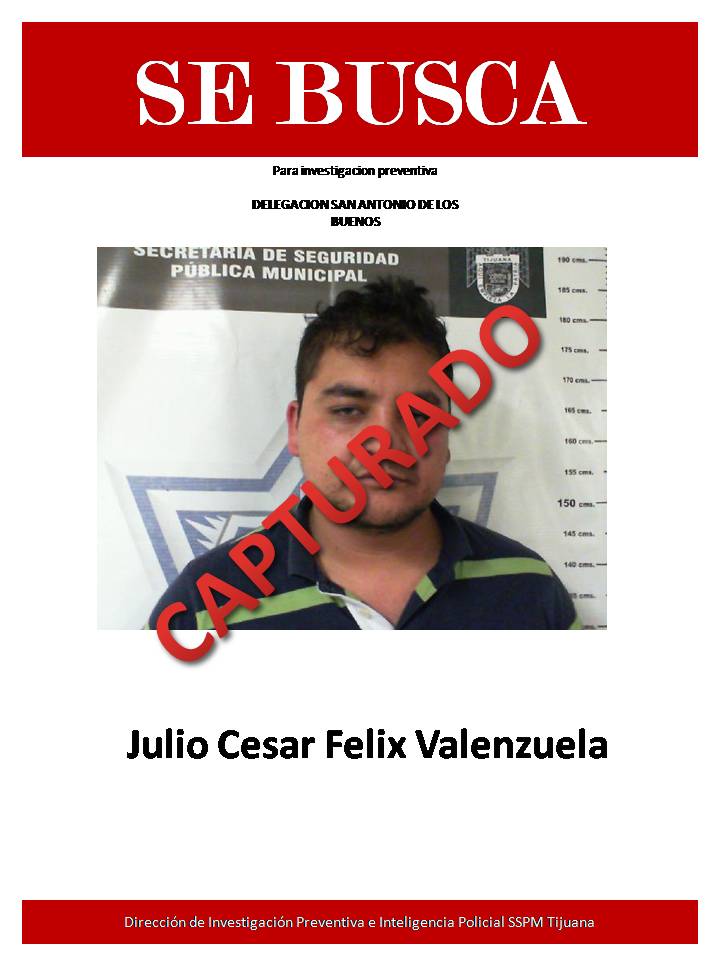 SE BUSCA
Para investigacion preventiva
DELEGACION SAN ANTONIO DE LOS
BUENOS
SECRETARIA DE SEGURIDAD
PÚBLICA MUNICIPAL
TIJUANA
190 cms.
185 cms.
180 cms.
175 cms.
170 cms.
165 cms.
160 cms.
155 cms.
150 cms.
145 cms.
140 cms.
CAPTURADO
Julio Cesar Felix Valenzuela
Dirección de Investigación Preventiva e Inteligencia Policial SSPM Tijuana